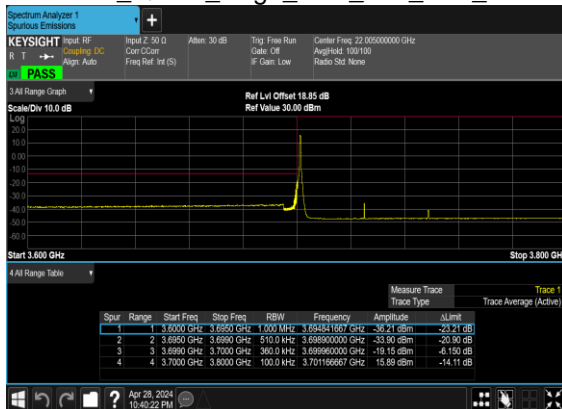 Spectrum Analyzer 1
Spurious Emissions
+
KEYSIGHT Input: RF
R T Coupling: DC
Align: Auto
Input Z: 50 Ω
Corr CCorr
Freq Ref: Int (S)
Atten: 30 dB
Trig: Free Run
Gate: Off
IF Gain: Low
Center Freq: 22.005000000 GHz
Avg|Hold: 100/100
Radio Std: None
PASS
3 All Range Graph
Scale/Div 10.0 dB
Ref Lvl Offset 18.85 dB
Ref Value 30.00 dBm
Log
20.0
10.0
0.00
-10.0
-20.0
-30.0
-40.0
-50.0
-60.0
Start 3.600 GHz
Stop 3.800 GH
4 All Range Table
Measure Trace Trace 1
Trace Type Trace Average (Active)
Spur Range Start Freq Stop Freq RBW Frequency Amplitude ΔLimit
1 1 3.6000 GHz 3.6950 GHz 1.000 MHz 3.694841667 GHz -36.21 dBm -23.21 dB
2 2 3.6950 GHz 3.6990 GHz 510.0 kHz 3.698900000 GHz -33.90 dBm -20.90 dB
3 3 3.6990 GHz 3.7000 GHz 360.0 kHz 3.699960000 GHz -19.15 dBm -6.150 dB
4 4 3.7000 GHz 3.8000 GHz 100.0 kHz 3.701166667 GHz 15.89 dBm -14.11 dB
? Apr 28, 2024
10:40:22 PM